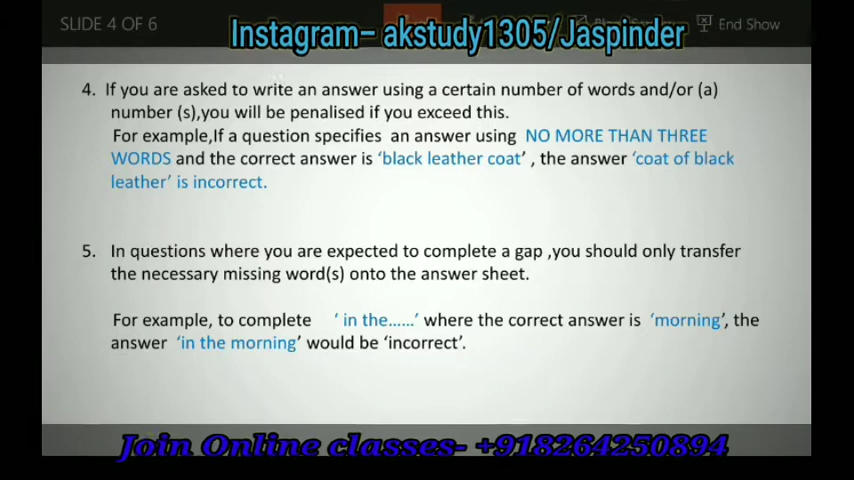 SLIDE 4 OF 6
Instagram– akstudy1305/Jaspinder
End Show
4. If you are asked to write an answer using a certain number of words and/or (a)
number (s),you will be penalised if you exceed this.
For example,If a question specifies an answer using NO MORE THAN THREE
WORDS and the correct answer is ‘black leather coat’ , the answer ‘coat of black
leather’ is incorrect.
5. In questions where you are expected to complete a gap ,you should only transfer
the necessary missing word(s) onto the answer sheet.
For example, to complete ‘ in the......’ where the correct answer is ‘morning’, the
answer ‘in the morning’ would be ‘incorrect’.
Join Online classes- +918264250894